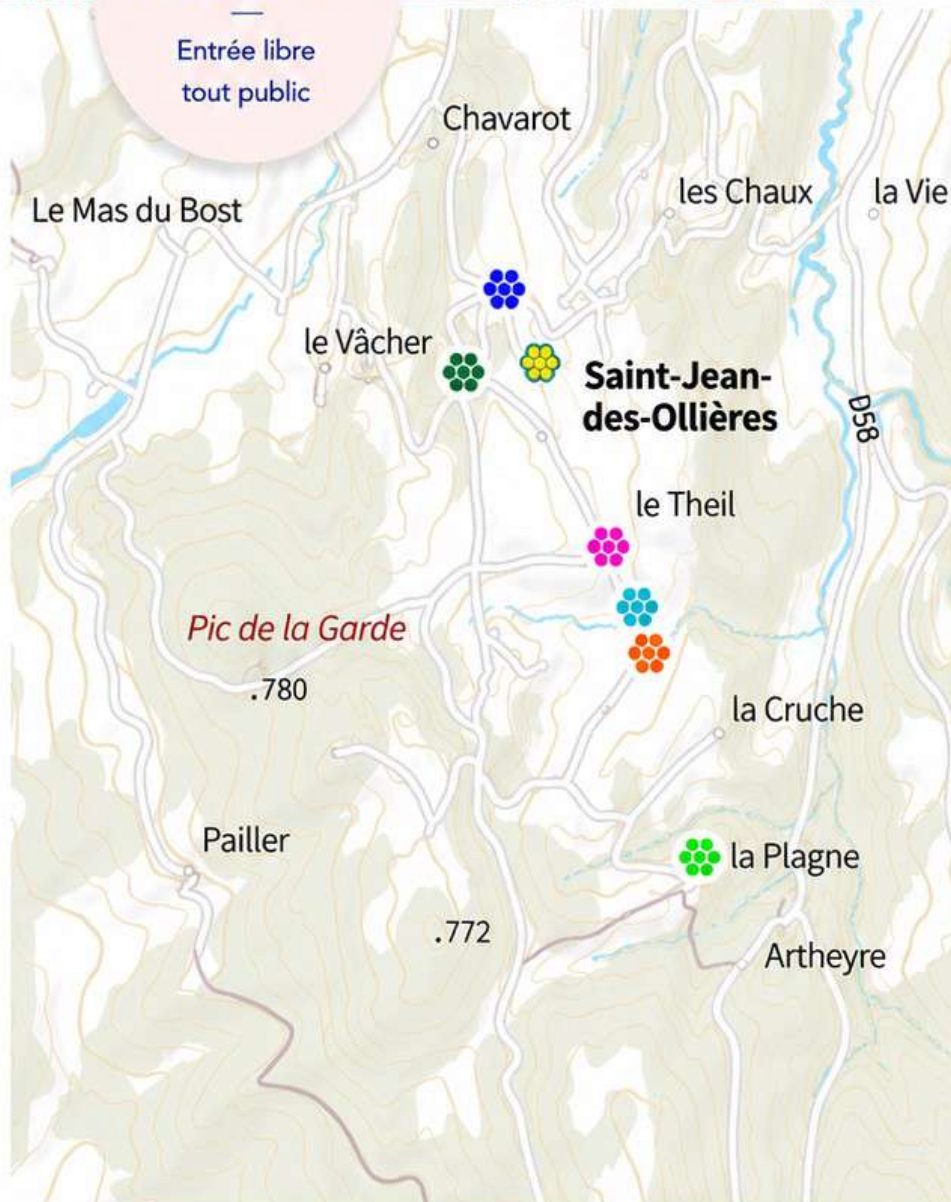 Entrée libre
tout public
Chavarot
les Chaux
la Vie
Le Mas du Bost
le Vâcher
Saint-Jean-
des-Ollières
D58
le Theil
Pic de la Garde
.780
la Cruche
Pailler
la Plagne
.772
Artheyre